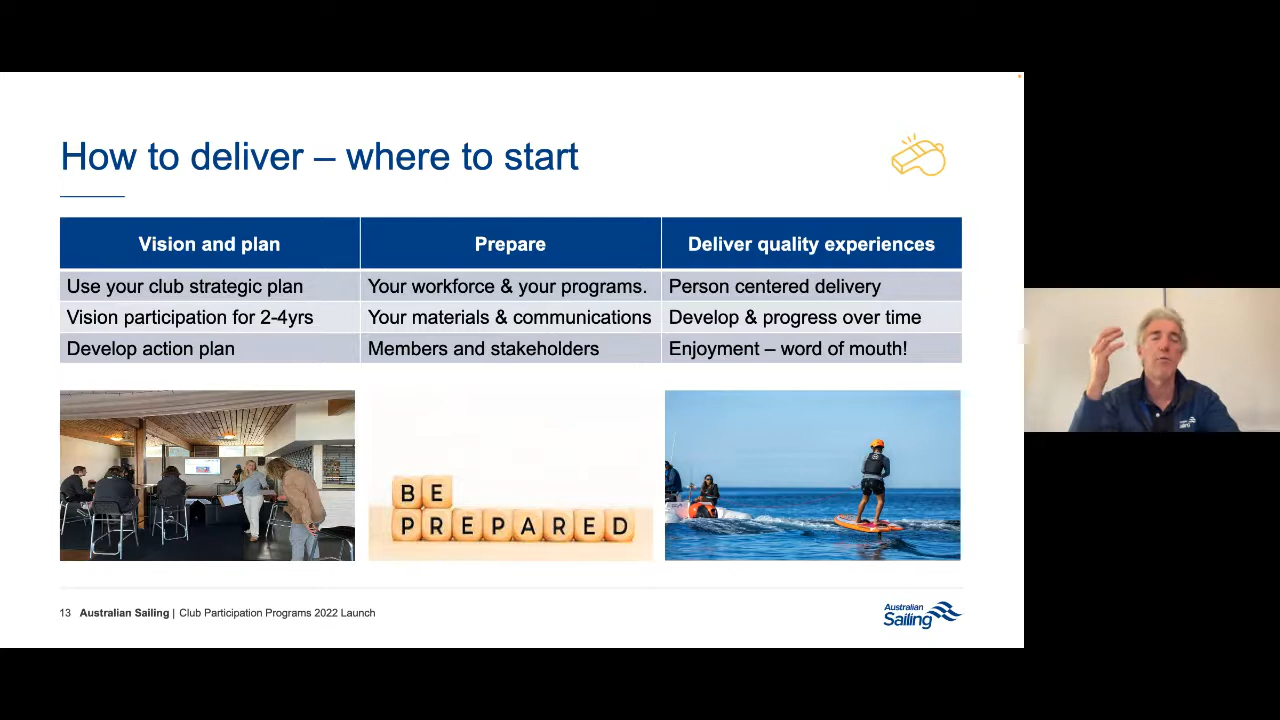 How to deliver – where to start
Vision and plan
Prepare
Deliver quality experiences
Use your club strategic plan
Your workforce & your programs.
Person centered delivery
Vision participation for 2-4yrs
Your materials & communications
Develop & progress over time
Develop action plan
Members and stakeholders
Enjoyment – word of mouth!
BE
PREPARED
13 Australian Sailing | Club Participation Programs 2022 Launch
Australian
Sailing